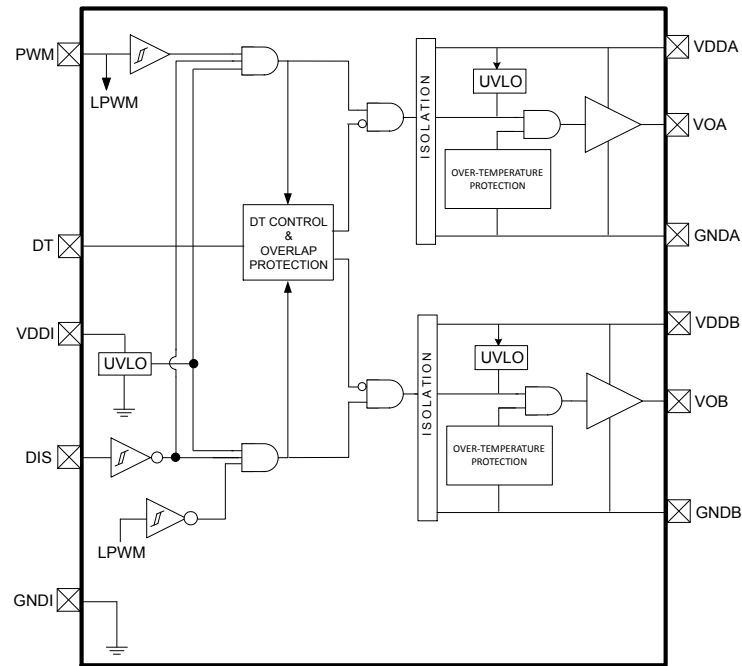 PWM
LPWM
DT
VDDI
UVLO
DIS
LPWM
GNDI
DT CONTROL
&
OVERLAP
PROTECTION
ISOLATION
UVLO
OVER-TEMPERATURE
PROTECTION
VDDA
VOA
GNDA
ISOLATION
UVLO
OVER-TEMPERATURE
PROTECTION
VDDB
VOB
GNDB